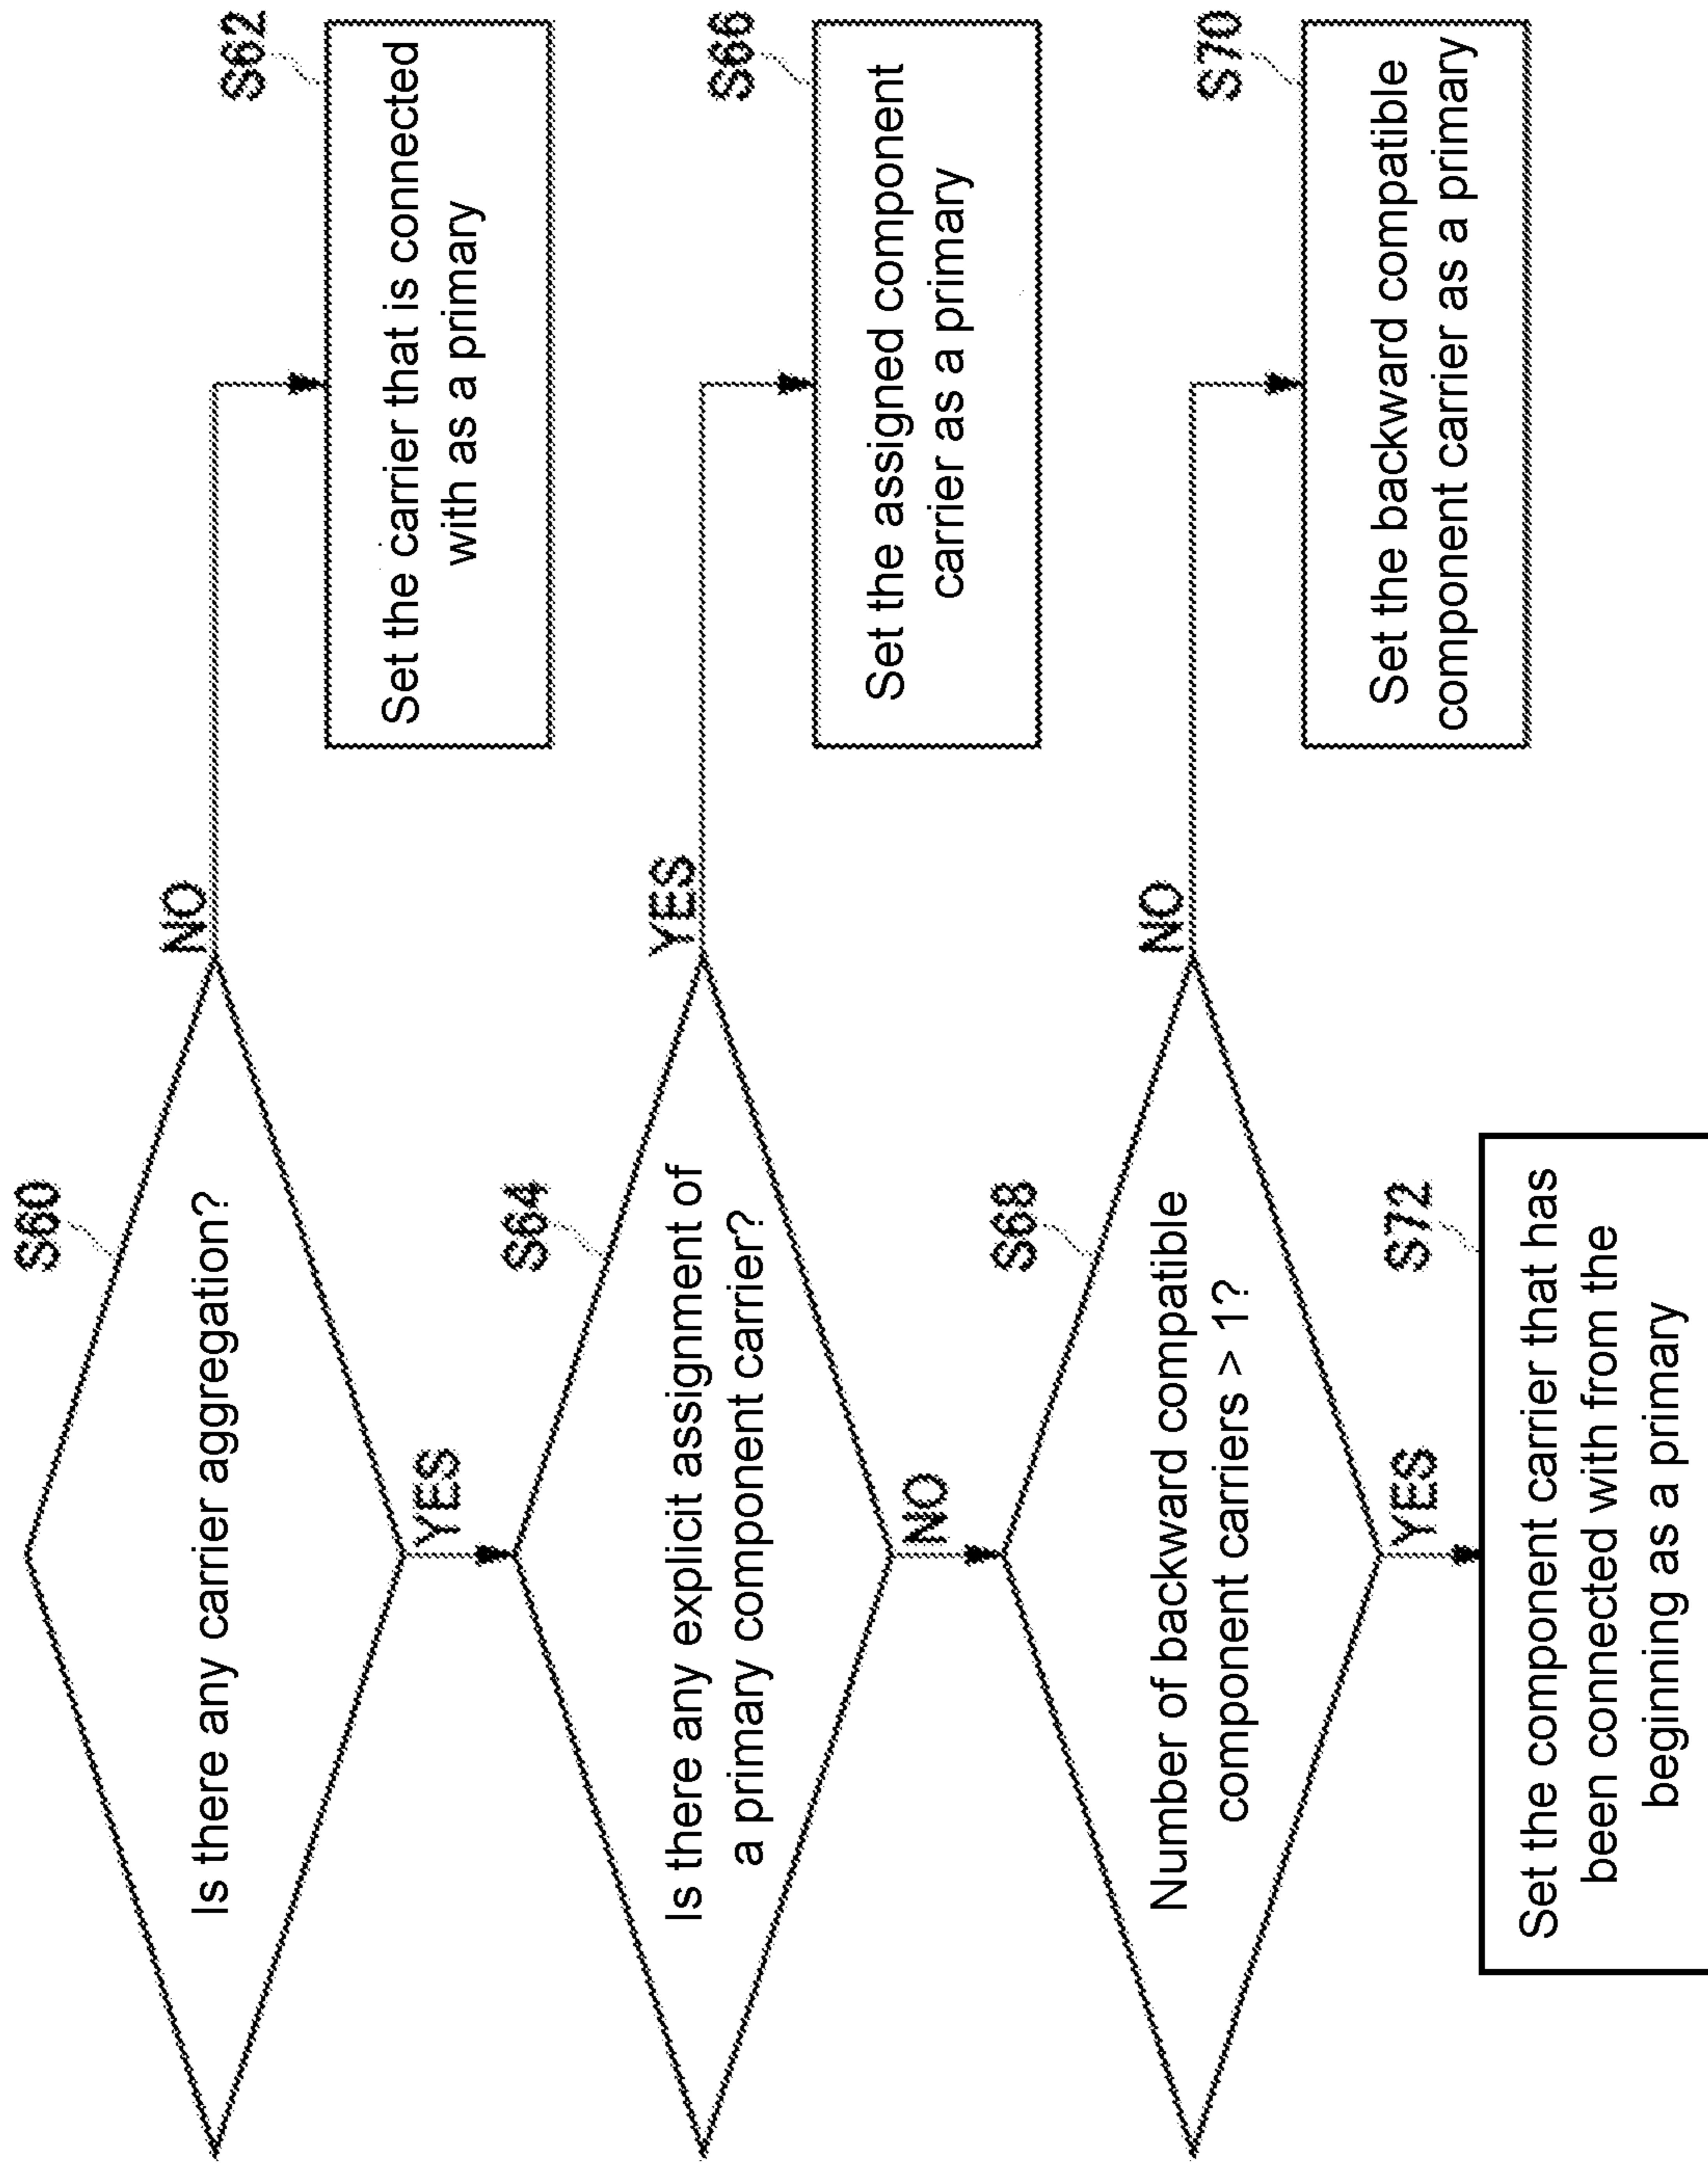 S60
Is there any carrier aggregation?
NO
S62
Set the carrier that is connected
with as a primary
YES
S64
Is there any explicit assignment of
a primary component carrier?
YES
S66
Set the assigned component
carrier as a primary
NO
S68
Number of backward compatible
component carriers > 1?
NO
S70
Set the backward compatible
component carrier as a primary
YES
S72
Set the component carrier that has
been connected with from the
beginning as a primary